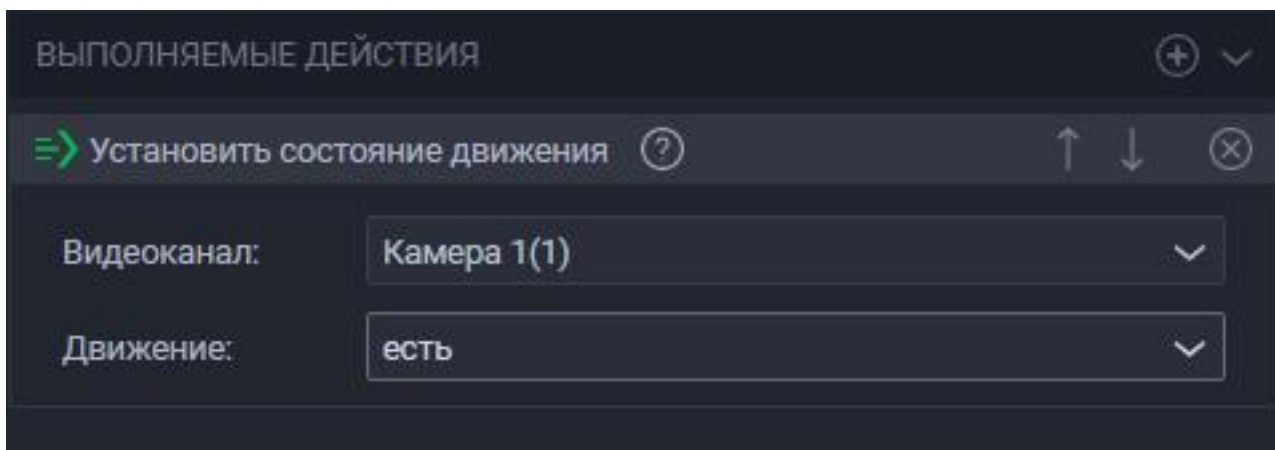 ВЫПОЛНЯЕМЫЕ ДЕЙСТВИЯ
Установить состояние движения ?
Видеоканал: Камера 1(1)
Движение: есть